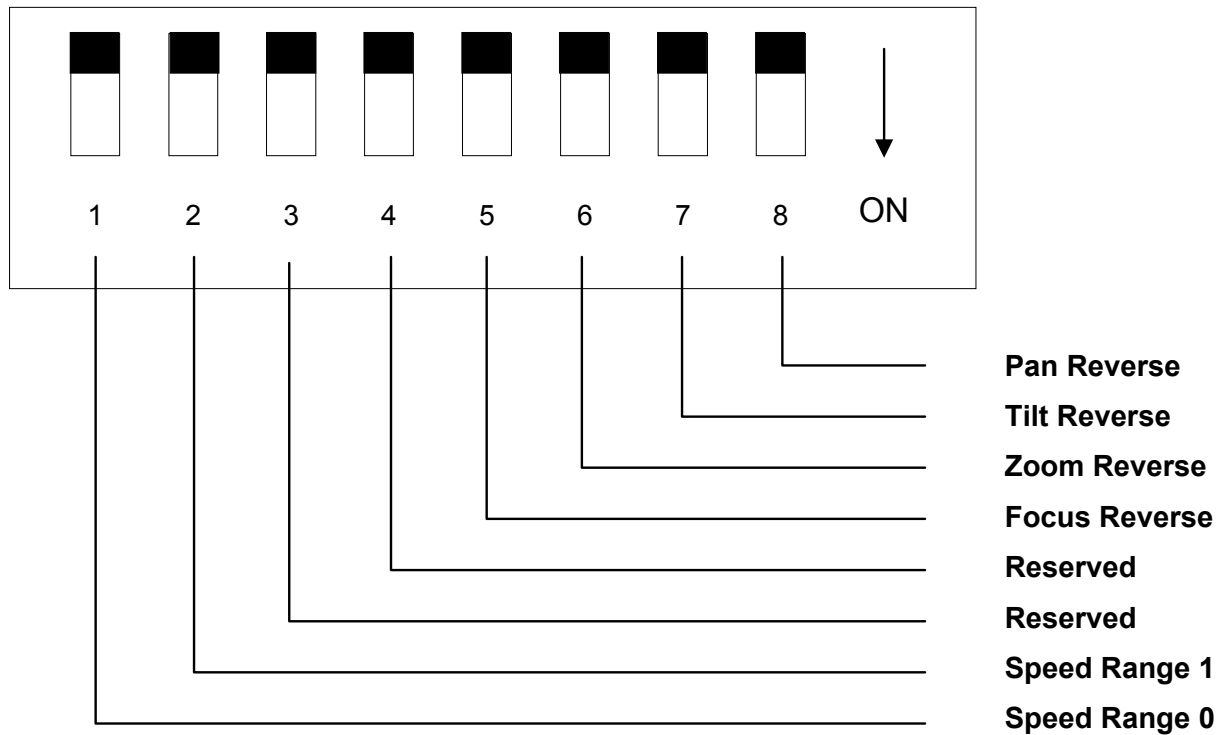 1 2 3 4 5 6 7 8 ON
Pan Reverse
Tilt Reverse
Zoom Reverse
Focus Reverse
Reserved
Reserved
Speed Range 1
Speed Range 0